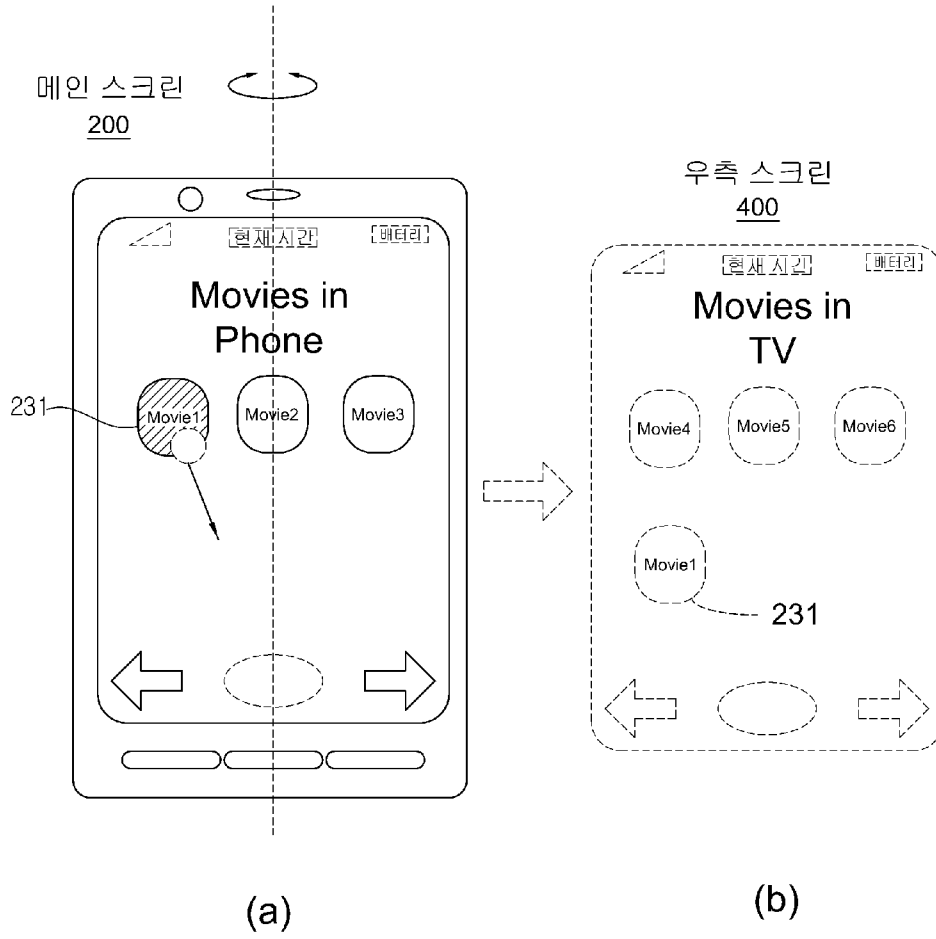 메인 스크린
200
현재 시간
배터리
Movies in
Phone
231
Movie1
Movie2
Movie3
(a)
우측 스크린
400
현재 시간
배터리
Movies in
TV
Movie4
Movie5
Movie6
Movie1
231
(b)